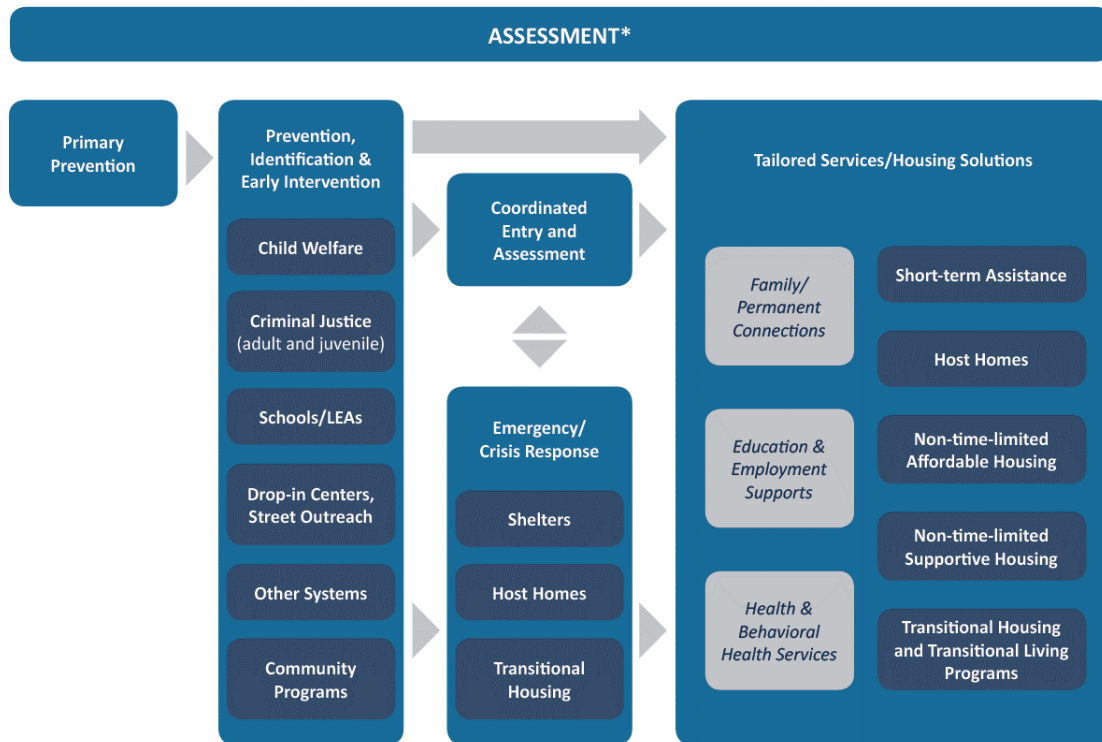 ASSESSMENT*
Primary
Prevention
Prevention,
Identification &
Early Intervention
Child Welfare
Criminal Justice
(adult and juvenile)
Schools/LEAs
Drop-in Centers,
Street Outreach
Other Systems
Community
Programs
Coordinated
Entry and
Assessment
Emergency/
Crisis Response
Shelters
Host Homes
Transitional
Housing
Tailored Services/Housing Solutions
Family/
Permanent
Connections
Education &
Employment
Supports
Health &
Behavioral
Health Services
Short-term Assistance
Host Homes
Non-time-limited
Affordable Housing
Non-time-limited
Supportive Housing
Transitional Housing
and Transitional Living
Programs